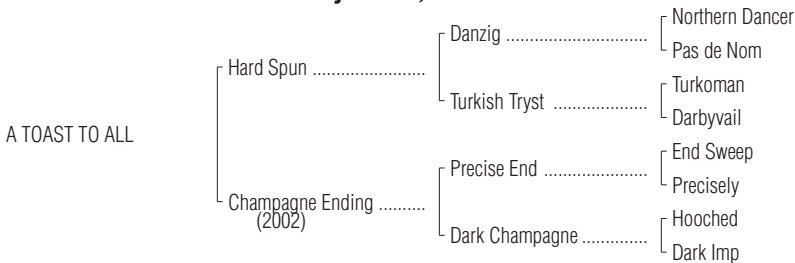 Northern Dancer
Danzig ..............................
Pas de Nom
Hard Spun ........................
Turkoman
Turkish Tryst ....................
Darbyvail
A TOAST TO ALL
End Sweep
Precise End ......................
Precisely
Champagne Ending ..........
(2002)
Hooched
Dark Champagne ..............
Dark Imp